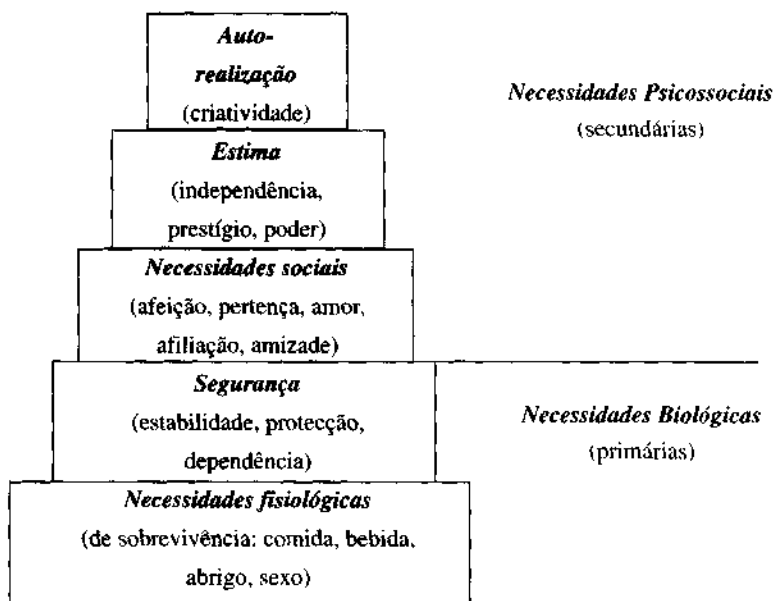 Auto-
realização
(criatividade)
Necessidades Psicossociais
(secundárias)
Estima
(independência,
prestígio, poder)
Necessidades sociais
(afeição, pertença, amor,
afiliação, amizade)
Segurança
(estabilidade, protecção,
dependência)
Necessidades Biológicas
(primárias)
Necessidades fisiológicas
(de sobrevivência: comida, bebida,
abrigo, sexo)